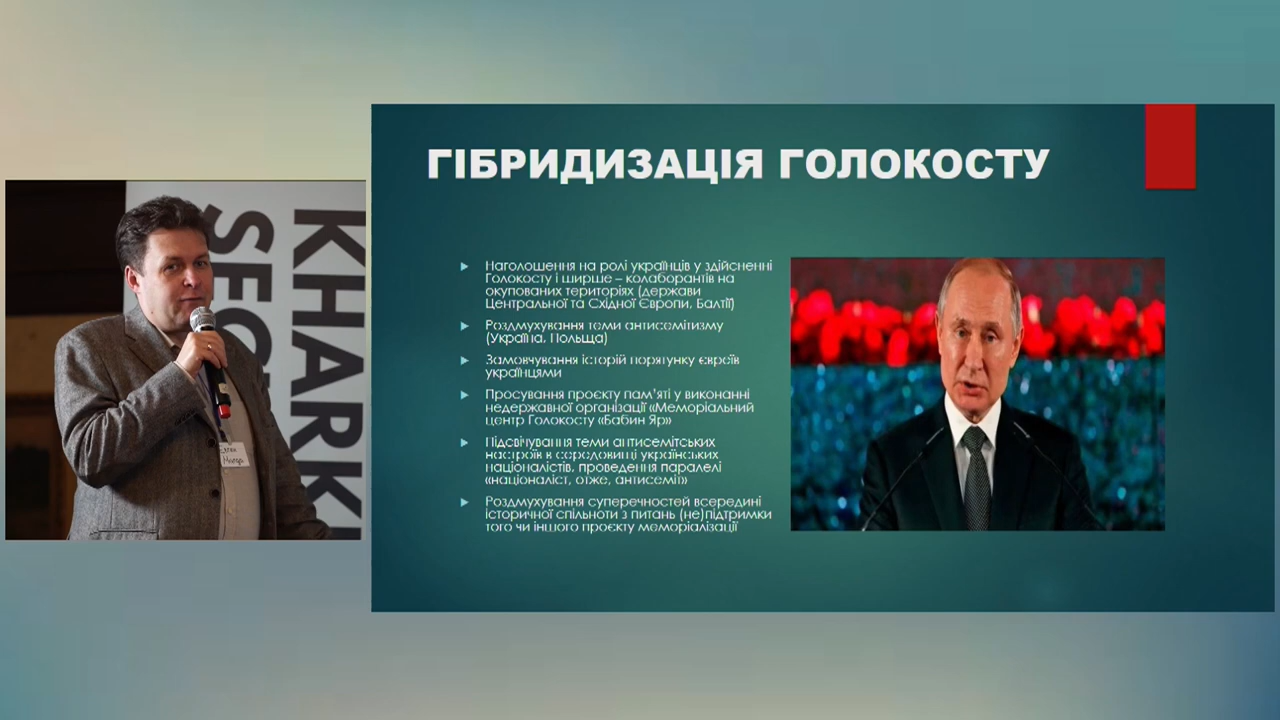 ГІБРИДИЗАЦІЯ ГОЛОКОСТУ
Наголошення на ролі українців у здійсненні
Голокосту і ширше – колаборантів на
окупованих територіях (держави
Центральної та Східної Європи, Балтії)
Роздмухування теми антисемітизму
(Україна, Польща)
Замовчування історій порятунку євреїв
українцями
Просування проєкту пам’яті у виконанні
недержавної організації «Меморіальний
центр Голокосту «Бабин Яр»
Підсвічування теми антисемітських
настроїв в середовищі українських
націоналістів, проведення паралелі
«націоналіст, отже, антисеміт»
Роздмухування суперечностей всередині
історичної спільноти з питань (не)підтримки
того чи іншого проєкту меморіалізації
KHARKI